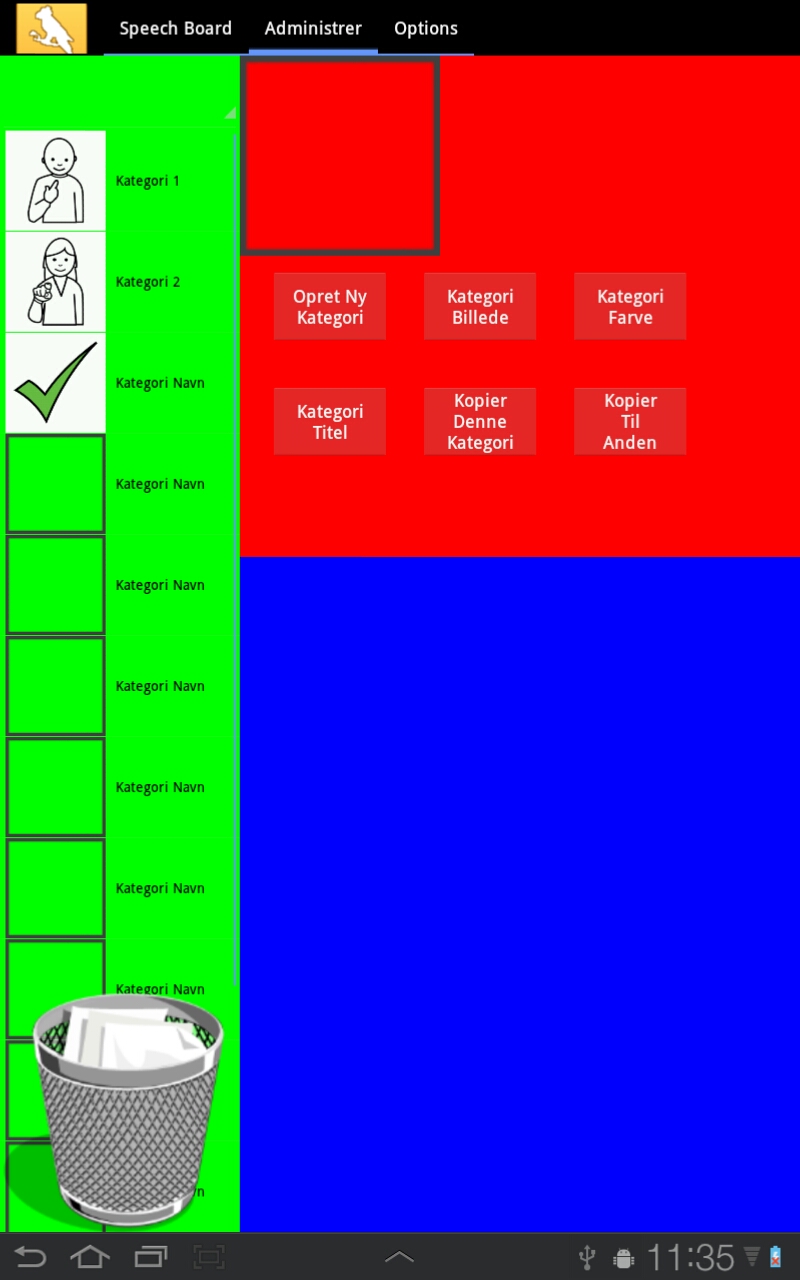 Speech Board Administrer Options
Kategori 1
Kategori 2
Kategori Navn
Kategori Navn
Kategori Navn
Kategori Navn
Kategori Navn
Kategori Navn
Kategori Navn
Opret Ny
Kategori
Kategori
Billede
Kategori
Farve
Kategori
Titel
Kopier
Denne
Kategori
Kopier
Til
Anden
11:35